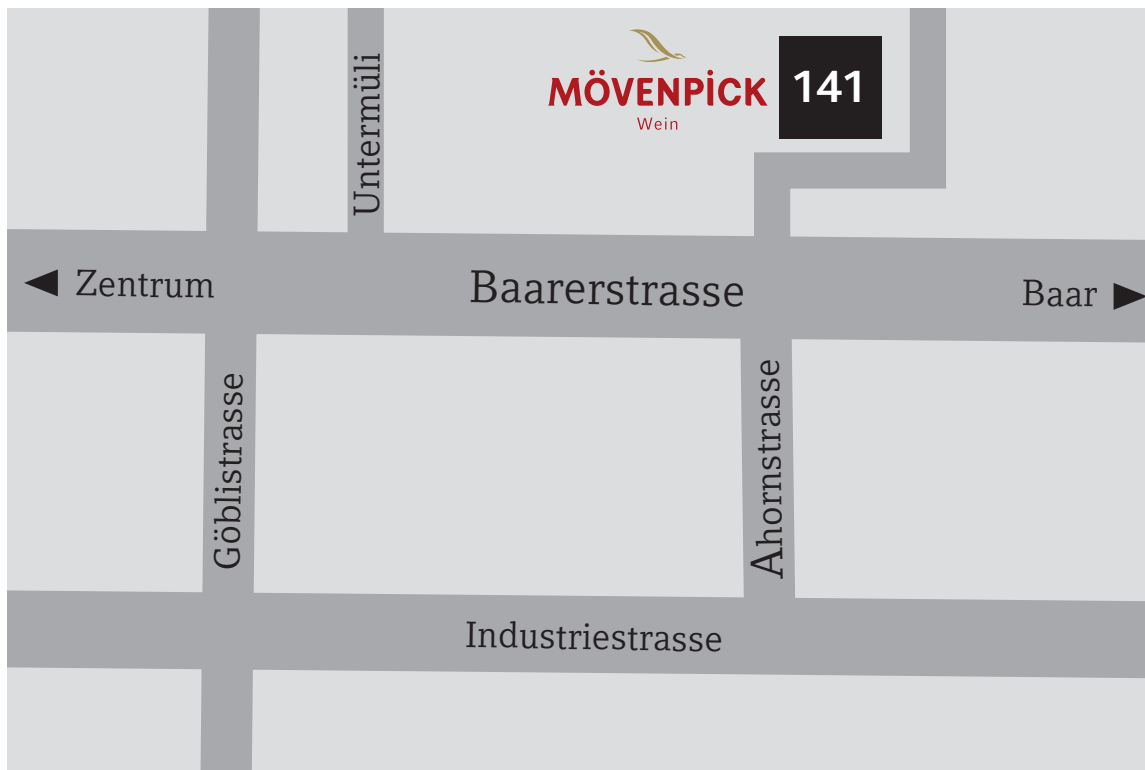 MÖVENPICK
Wein
141
Untermüli
Zentrum
Baarerstrasse
Baar
Göblistrasse
Ahornstrasse
Industriestrasse